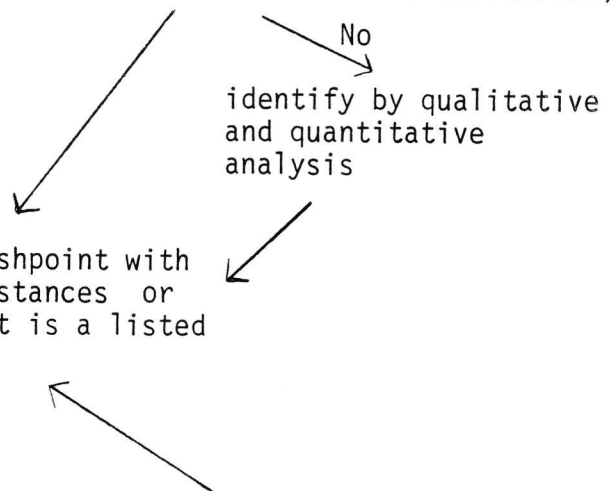 No
identify by qualitative
and quantitative
analysis
shpoint with
stances or
t is a listed